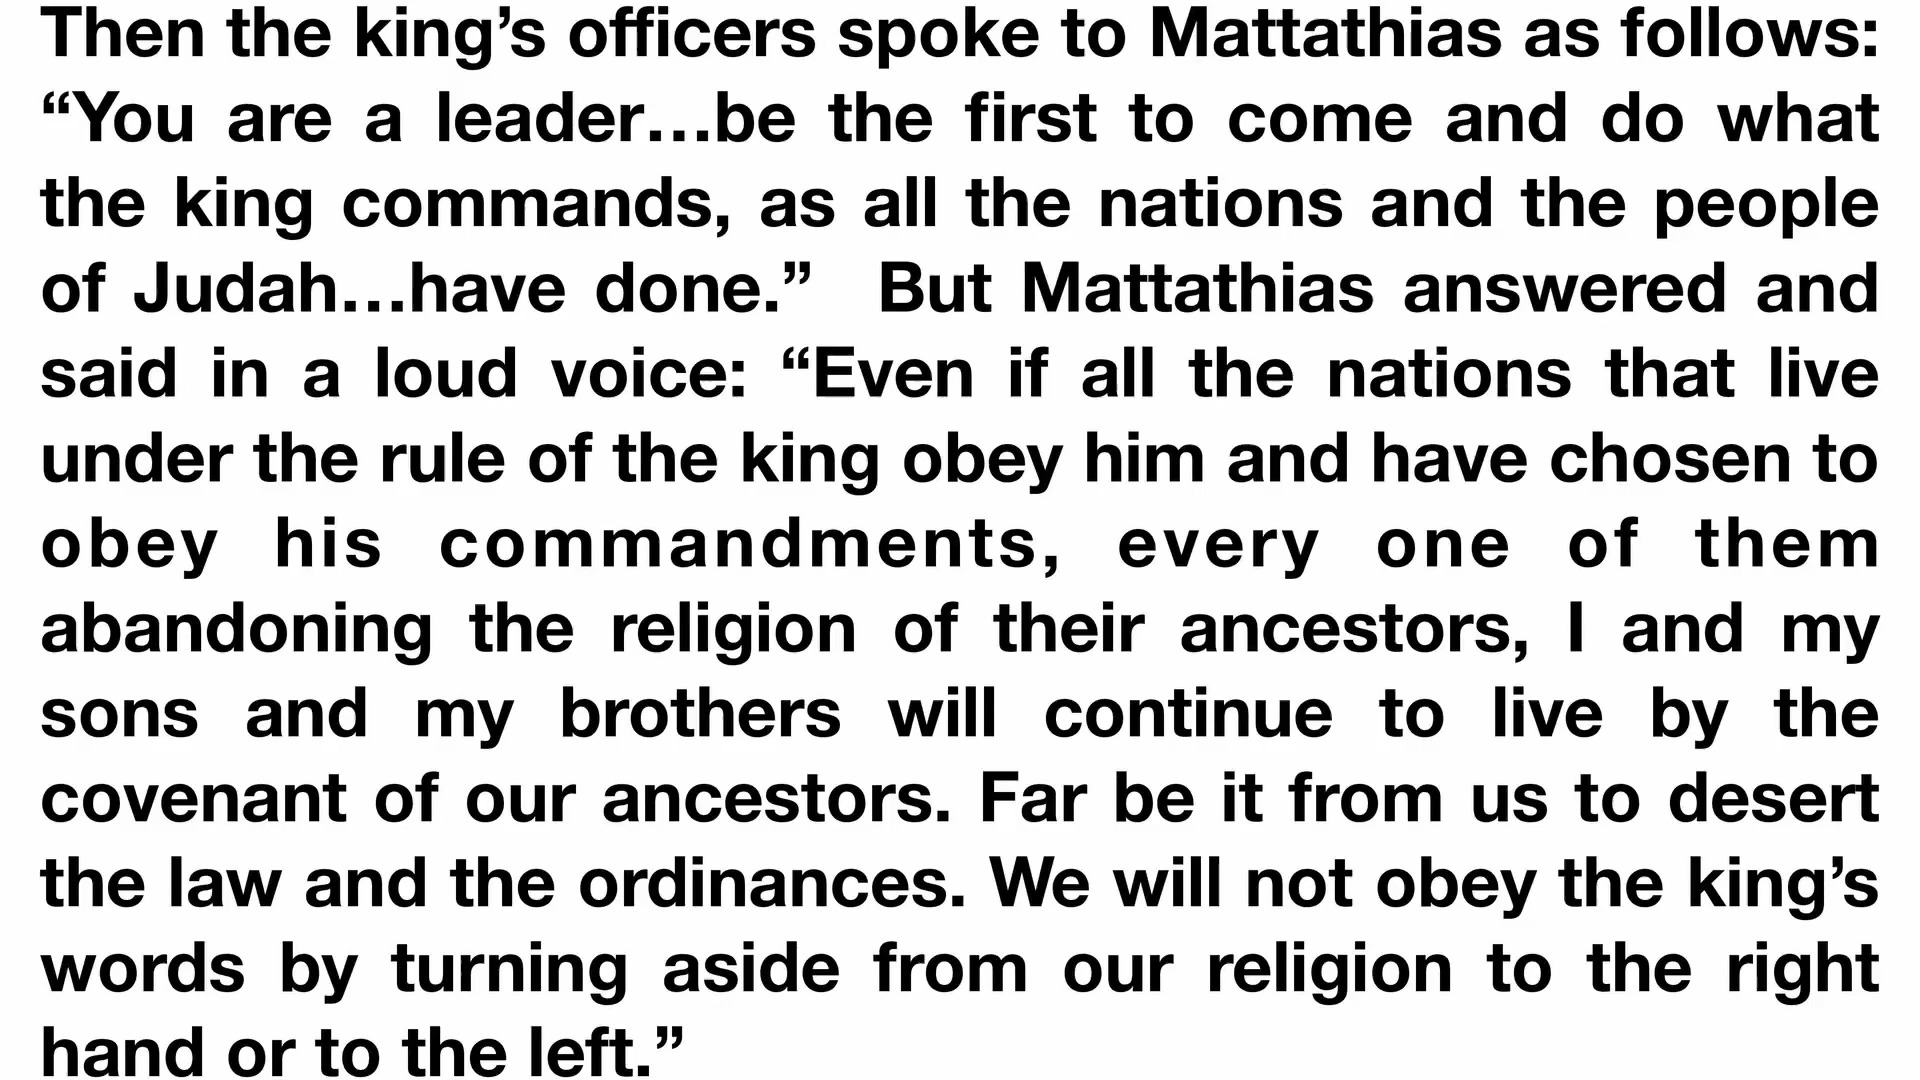 Then the king’s officers spoke to Mattathias as follows:
“You are a leader…be the first to come and do what
the king commands, as all the nations and the people
of Judah…have done.”  But Mattathias answered and
said in a loud voice: “Even if all the nations that live
under the rule of the king obey him and have chosen to
obey his commandments, every one of them
abandoning the religion of their ancestors, I and my
sons and my brothers will continue to live by the
covenant of our ancestors. Far be it from us to desert
the law and the ordinances. We will not obey the king’s
words by turning aside from our religion to the right
hand or to the left.”